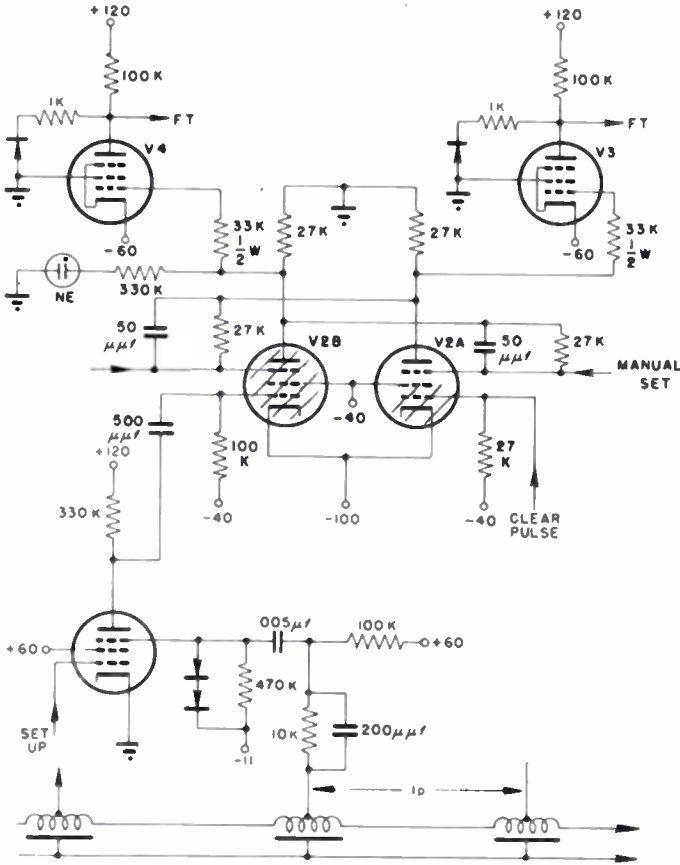 +120
+120
100K
100K
1K
FT
1K
FT
V4
V3
-60
-60
33K
1/2 W
27K
27K
33K
1/2 W
NE
330K
50 μμf
27K
V2B
V2A
50 μμf
27K
MANUAL SET
-40
500 μμf
+120
100 K
27 K
-40
-100
-40
CLEAR PULSE
330K
+60
005μf
100K
+60
470K
SET UP
10K
200μμf
-11
1p